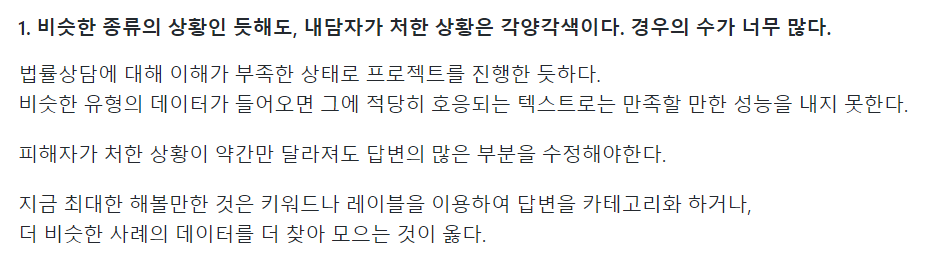 1. 비슷한 종류의 상황인 듯해도, 내담자가 처한 상황은 각양각색이다. 경우의 수가 너무 많다.
법률상담에 대해 이해가 부족한 상태로 프로젝트를 진행한 듯하다.
비슷한 유형의 데이터가 들어오면 그에 적당히 호응되는 텍스트로는 만족할 만한 성능을 내지 못한다.
피해자가 처한 상황이 약간만 달라져도 답변의 많은 부분을 수정해야한다.
지금 최대한 해볼만한 것은 키워드나 레이블을 이용하여 답변을 카테고리화 하거나,
더 비슷한 사례의 데이터를 더 찾아 모으는 것이 옳다.